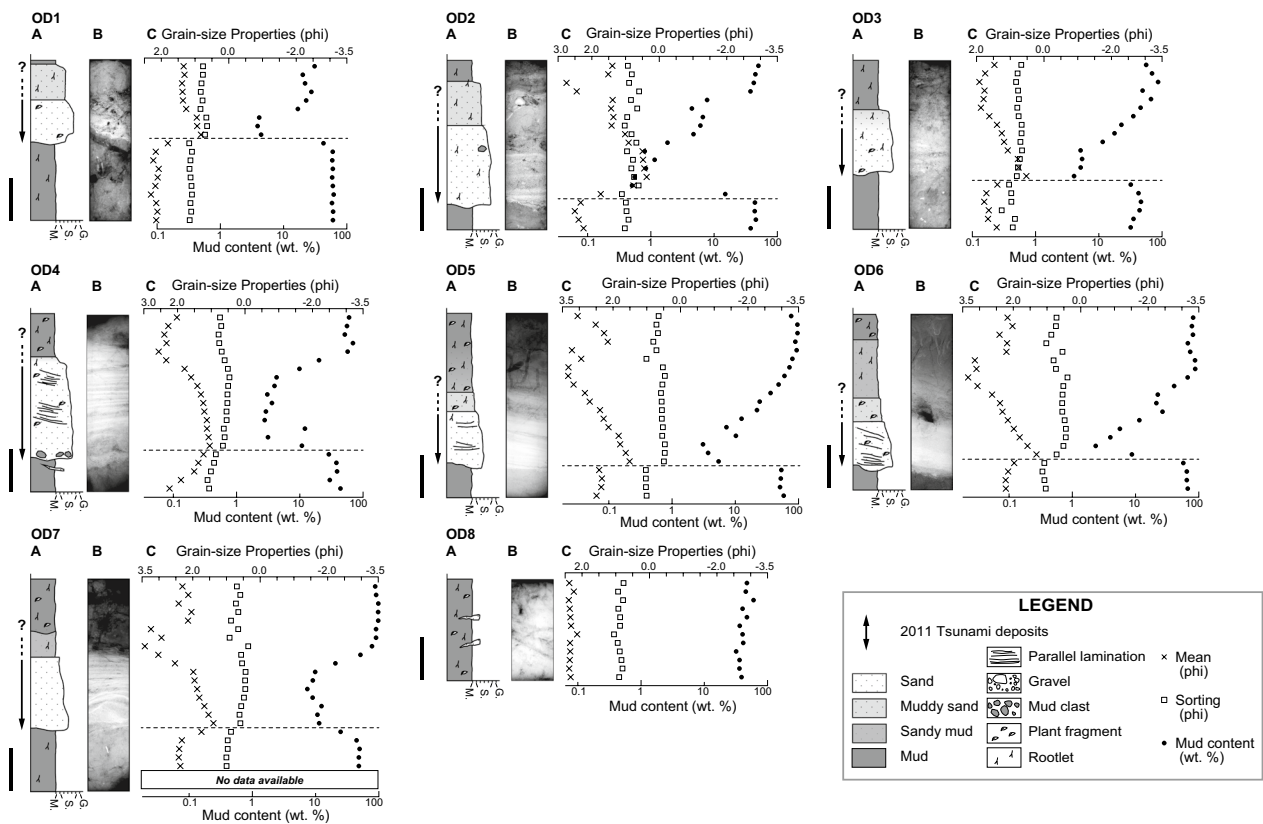 OD1
A B C Grain-size Properties (phi)
2.0 0.0 -2.0 -3.5
?
M. S. G.
0.1 1 10 100
Mud content (wt. %)
OD2
A B C Grain-size Properties (phi)
3.0 2.0 0.0 -2.0 -3.5
?
M. S. G.
0.1 1 10 100
Mud content (wt. %)
OD3
A B C Grain-size Properties (phi)
2.0 0.0 -2.0 -3.5
?
M. S. G.
0.1 1 10 100
Mud content (wt. %)
OD4
A B C Grain-size Properties (phi)
3.0 2.0 0.0 -2.0 -3.5
?
M. S. G.
0.1 1 10 100
Mud content (wt. %)
OD5
A B C Grain-size Properties (phi)
3.5 2.0 0.0 -2.0 -3.5
?
M. S. G.
0.1 1 10 100
Mud content (wt. %)
OD6
A B C Grain-size Properties (phi)
3.5 2.0 0.0 -2.0 -3.5
?
M. S. G.
0.1 1 10 100
Mud content (wt. %)
OD7
A B C Grain-size Properties (phi)
3.5 2.0 0.0 -2.0 -3.5
?
No data available
M. S. G.
0.1 1 10 100
Mud content (wt. %)
OD8
A B C Grain-size Properties (phi)
2.0 0.0 -2.0 -3.5
M. S. G.
0.1 1 10 100
Mud content (wt. %)
LEGEND
2011 Tsunami deposits
Sand
Muddy sand
Sandy mud
Mud
Parallel lamination
Gravel
Mud clast
Plant fragment
Rootlet
Mean
(phi)
Sorting
(phi)
Mud content
(wt. %)